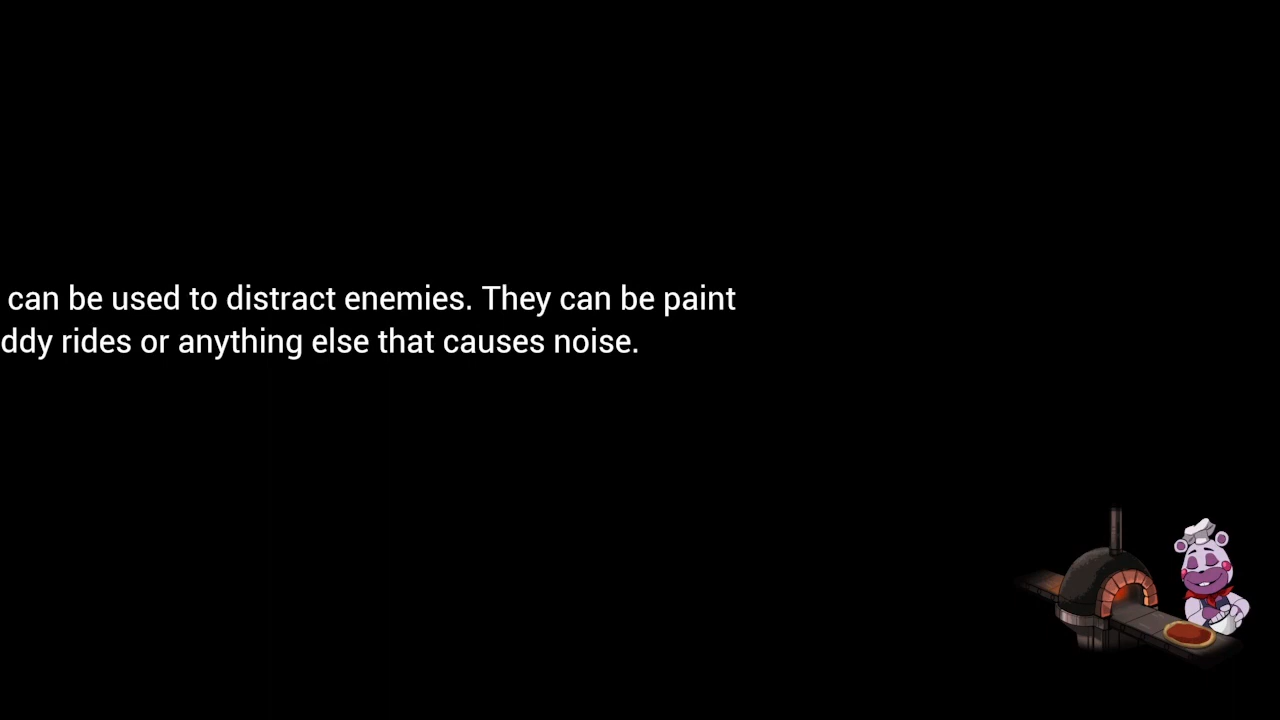 can be used to distract enemies. They can be paint
ddy rides or anything else that causes noise.